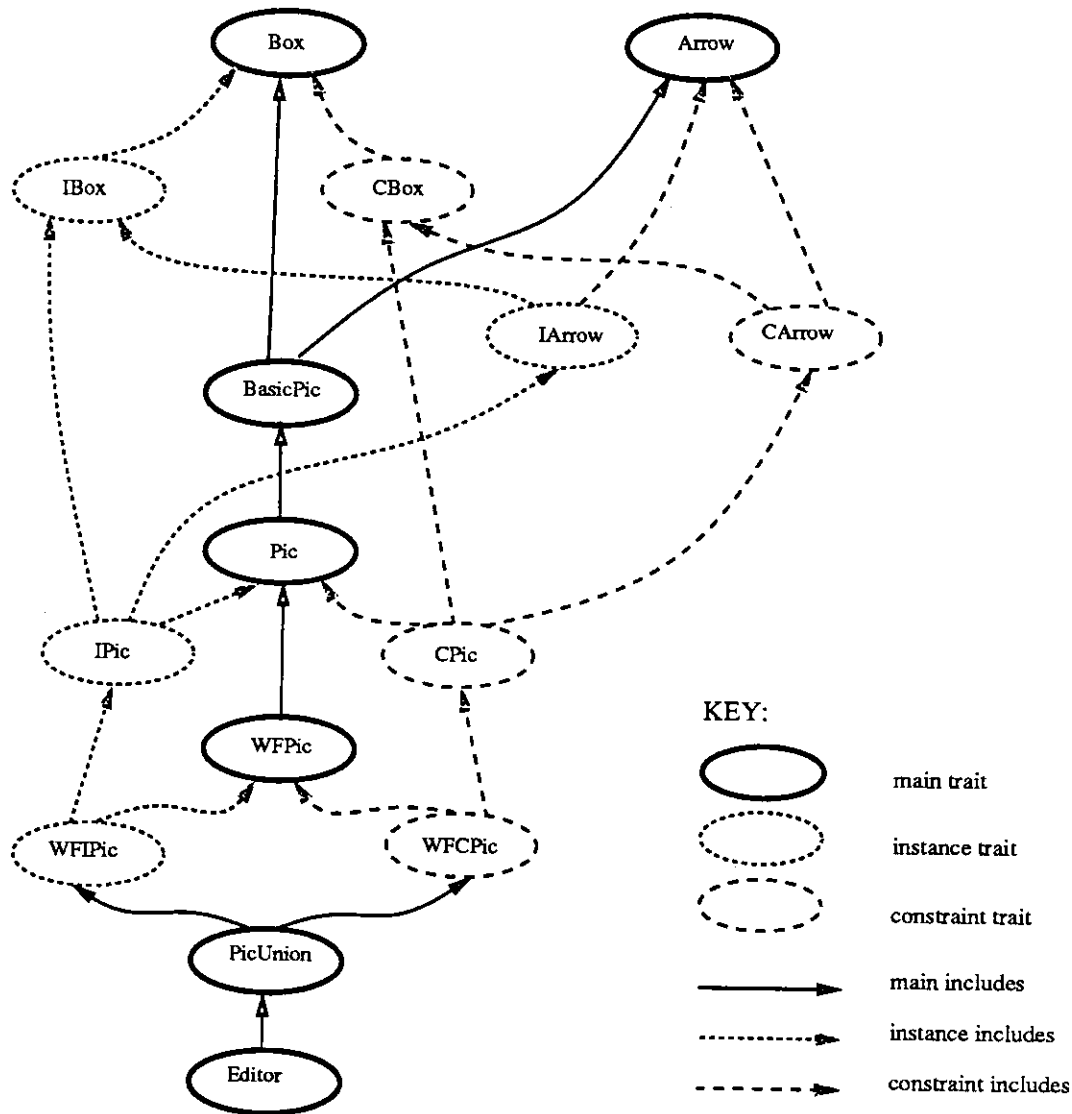 Box
Arrow
IBox
CBox
IArrow
CArrow
BasicPic
Pic
IPic
CPic
WFPic
WFIPic
WFCPic
PicUnion
Editor
KEY:
main trait
instance trait
constraint trait
main includes
instance includes
constraint includes